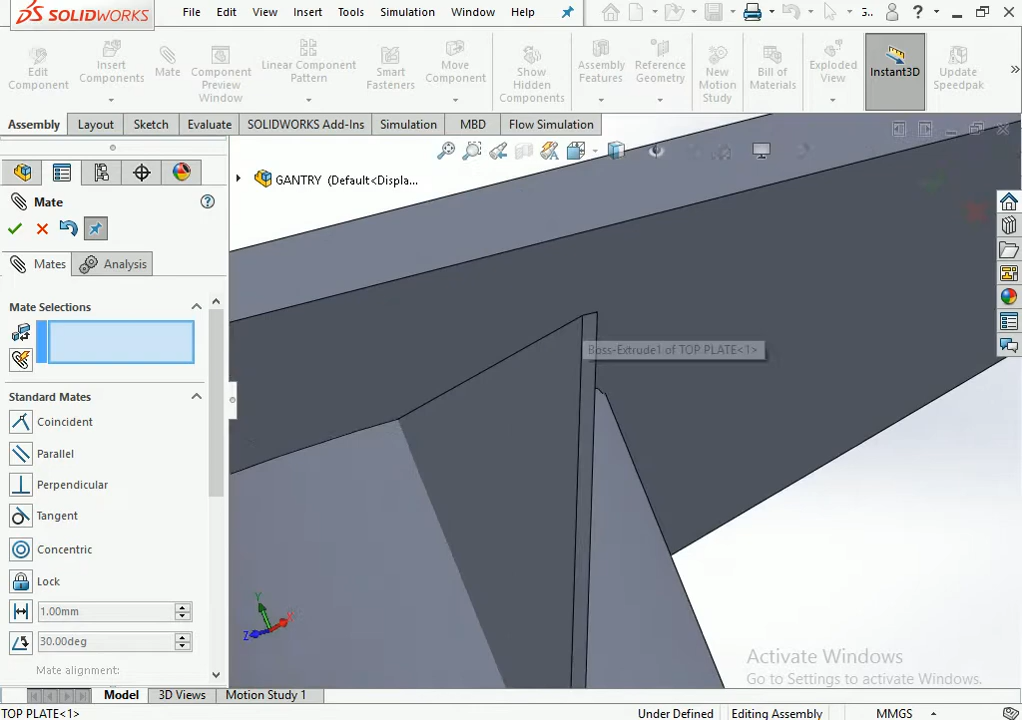 SOLIDWORKS File Edit View Insert Tools Simulation Window Help 3..
Edit Component
Insert Components
Mate
Component Preview Window
Linear Component Pattern
Smart Fasteners
Move Component
Show Hidden Components
Assembly Features
Reference Geometry
New Motion Study
Bill of Materials
Exploded View
Instant3D
Update Speedpak
Assembly Layout Sketch Evaluate SOLIDWORKS Add-Ins Simulation MBD Flow Simulation
GANTRY (Default<Displa...
Mate
Mates Analysis
Mate Selections
Boss-Extrude1 of TOP PLATE<1>
Standard Mates
Coincident
Parallel
Perpendicular
Tangent
Concentric
Lock
1.00mm
30.00deg
Mate alignment:
Y
X
Z
Activate Windows
Go to Settings to activate Windows.
Model 3D Views Motion Study 1
TOP PLATE<1> Under Defined Editing Assembly MMGS